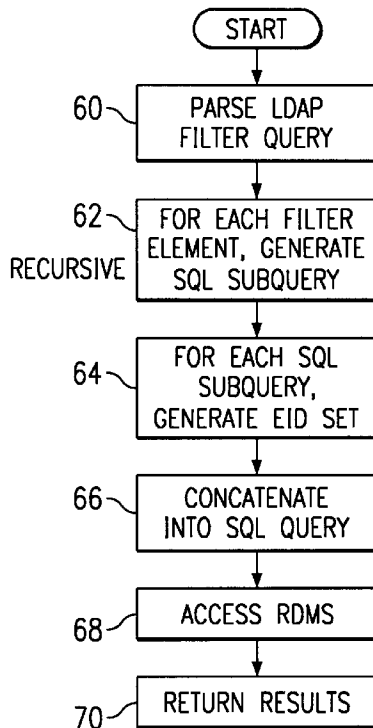 START
60
PARSE LDAP
FILTER QUERY
62
RECURSIVE
FOR EACH FILTER
ELEMENT, GENERATE
SQL SUBQUERY
64
FOR EACH SQL
SUBQUERY,
GENERATE EID SET
66
CONCATENATE
INTO SQL QUERY
68
ACCESS RDMS
70
RETURN RESULTS